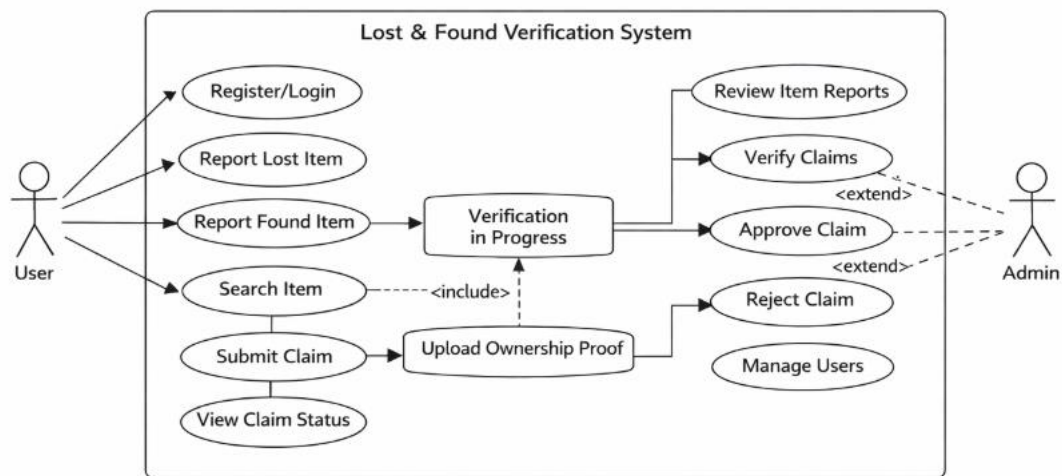 Lost & Found Verification System
Register/Login
Review Item Reports
Report Lost Item
Verify Claims
<extend>
Report Found Item
Verification
in Progress
Approve Claim
User
Admin
<extend>
Search Item
<include>
Reject Claim
Submit Claim
Upload Ownership Proof
Manage Users
View Claim Status